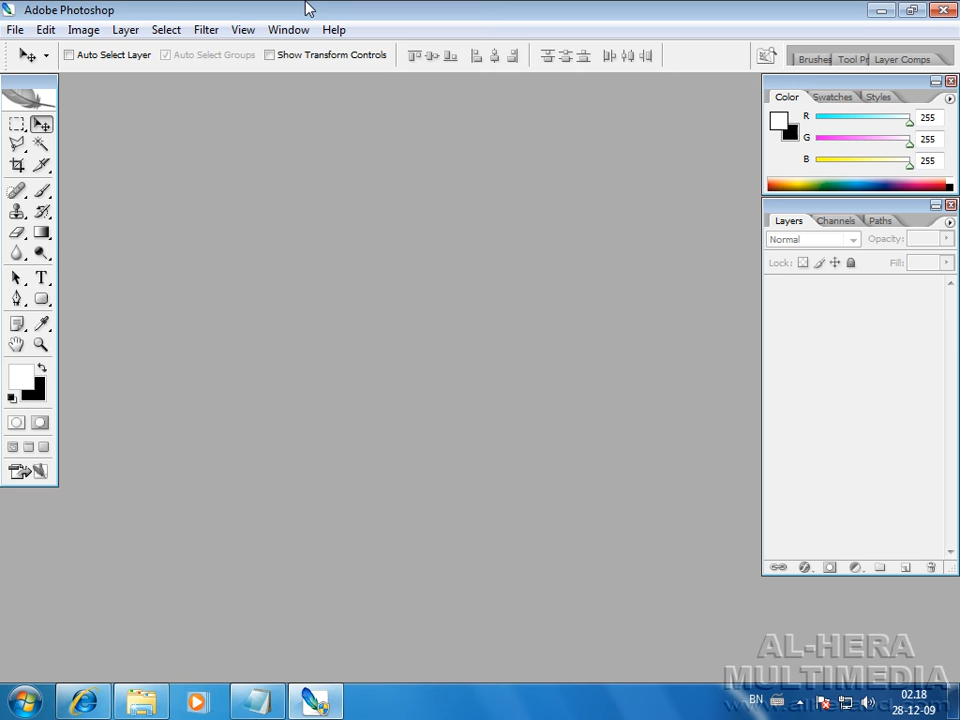 Adobe Photoshop
File Edit Image Layer Select Filter View Window Help
Auto Select Layer Auto Select Groups Show Transform Controls
Brushes Tool Pr Layer Comps
Color Swatches Styles
R 255
G 255
B 255
Layers Channels Paths
Normal Opacity:
Lock: Fill:
T
AL-HERA
MULTIMEDIA
BN
02.18
28-12-09